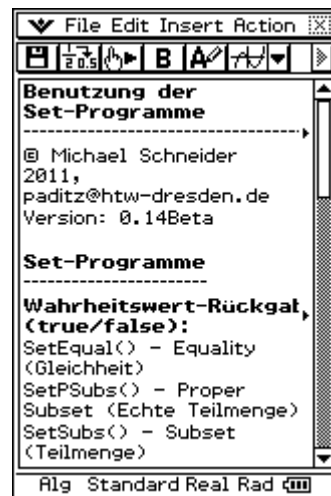 File Edit Insert Action
B A
Benutzung der
Set-Programme
© Michael Schneider
2011,
paditz@htw-dresden.de
Version: 0.14Beta
Set-Programme
Wahrheitswert-Rückgab
(true/false):
SetEqual() - Equality
(Gleichheit)
SetPSubs() - Proper
Subset (Echte Teilmenge)
SetSubs() - Subset
(Teilmenge)
Alg Standard Real Rad